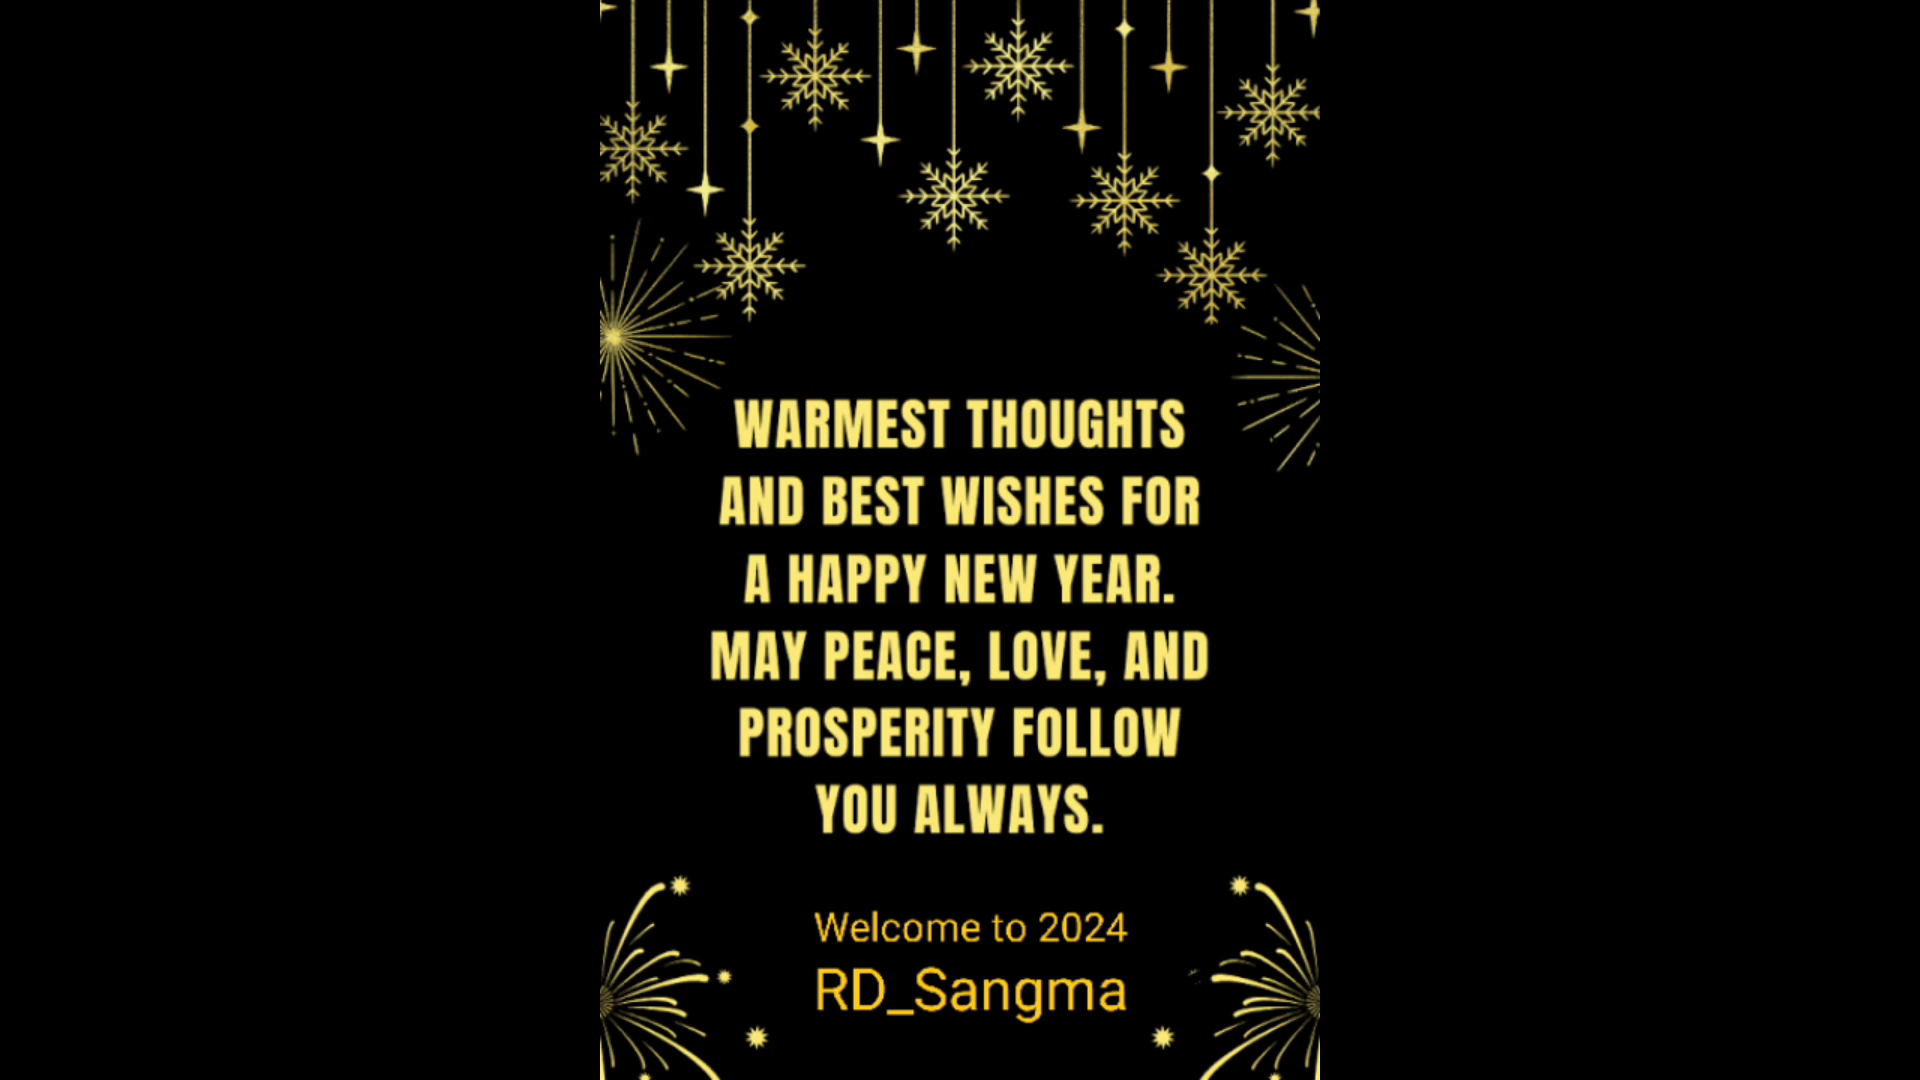 WARMEST THOUGHTS
AND BEST WISHES FOR
A HAPPY NEW YEAR.
MAY PEACE, LOVE, AND
PROSPERITY FOLLOW
YOU ALWAYS.
Welcome to 2024
RD_Sangma